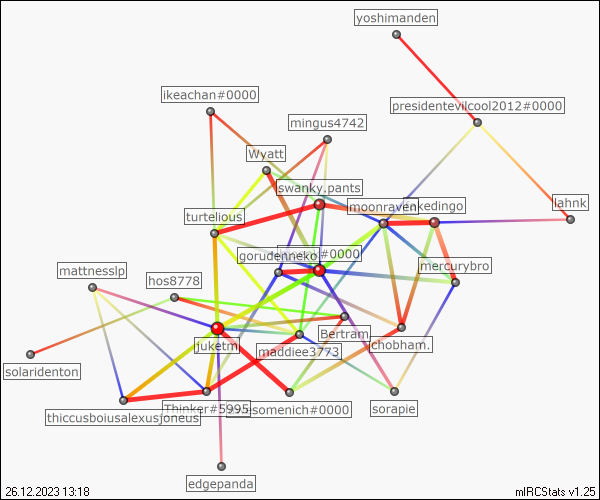 yoshimanden
ikeachan#0000
presidentevilcool2012#0000
mingus4742
Wyatt
swanky.pants
lahnk
moonraven
kedingo
turtelious
gorudenneko
#0000
mercurybro
mattnesslp
hos8778
Bertram
chobham.
juketm
maddiee3773
solaridenton
Thinker#5995
somenich#0000
sorapie
thiccusboiusalexusjoneus
edgepanda
26.12.2023 13:18
mIRCStats v1.25